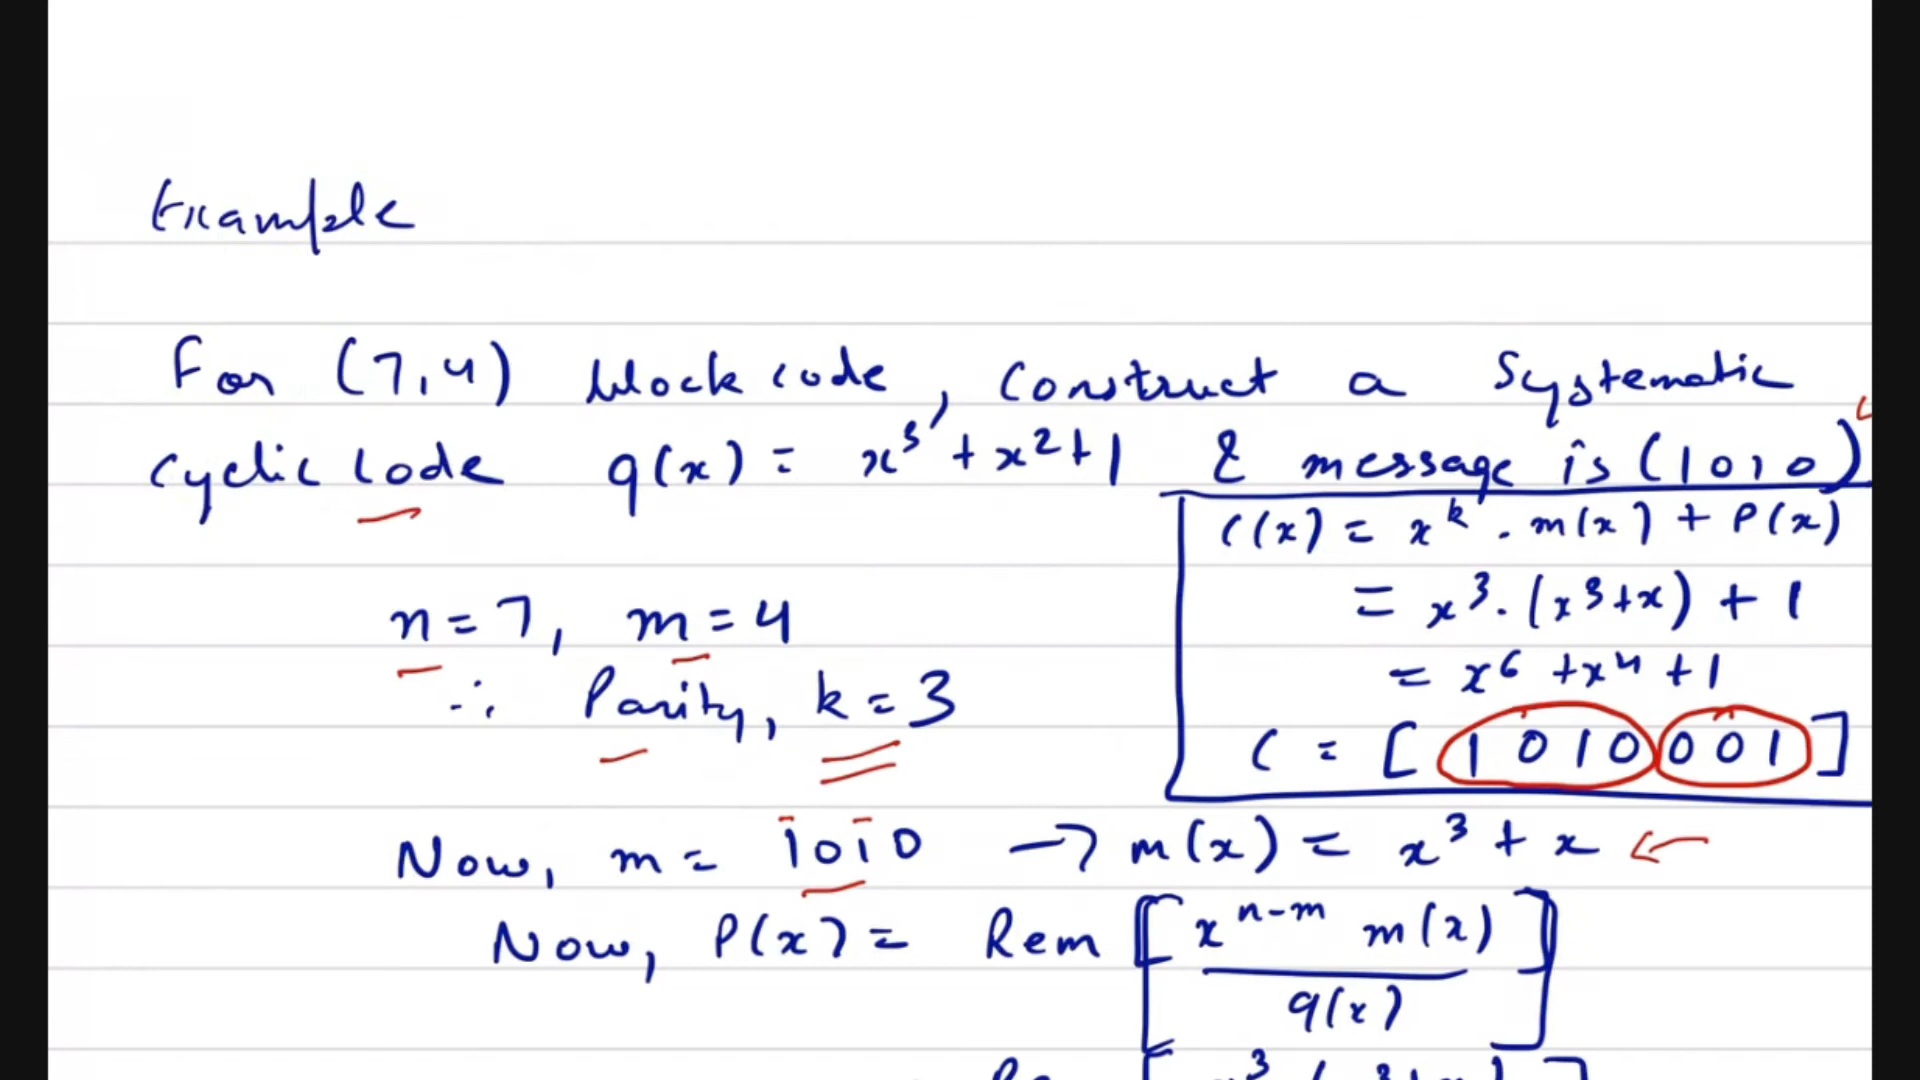 Example
For (7,4) block code, construct a systematic
cyclic code g(x) = x³ + x² + 1 & message is (1010)
C(x) = x^k . m(x) + P(x)
= x³. (x³+x) + 1
= x⁶ + x⁴ + 1
C = [1 0 1 0 0 0 1]
n = 7, m = 4
∴ Parity, k = 3
Now, m = 1010 → m(x) = x³ + x ←
Now, P(x) = Rem [x^n-m m(x)
g(x)]